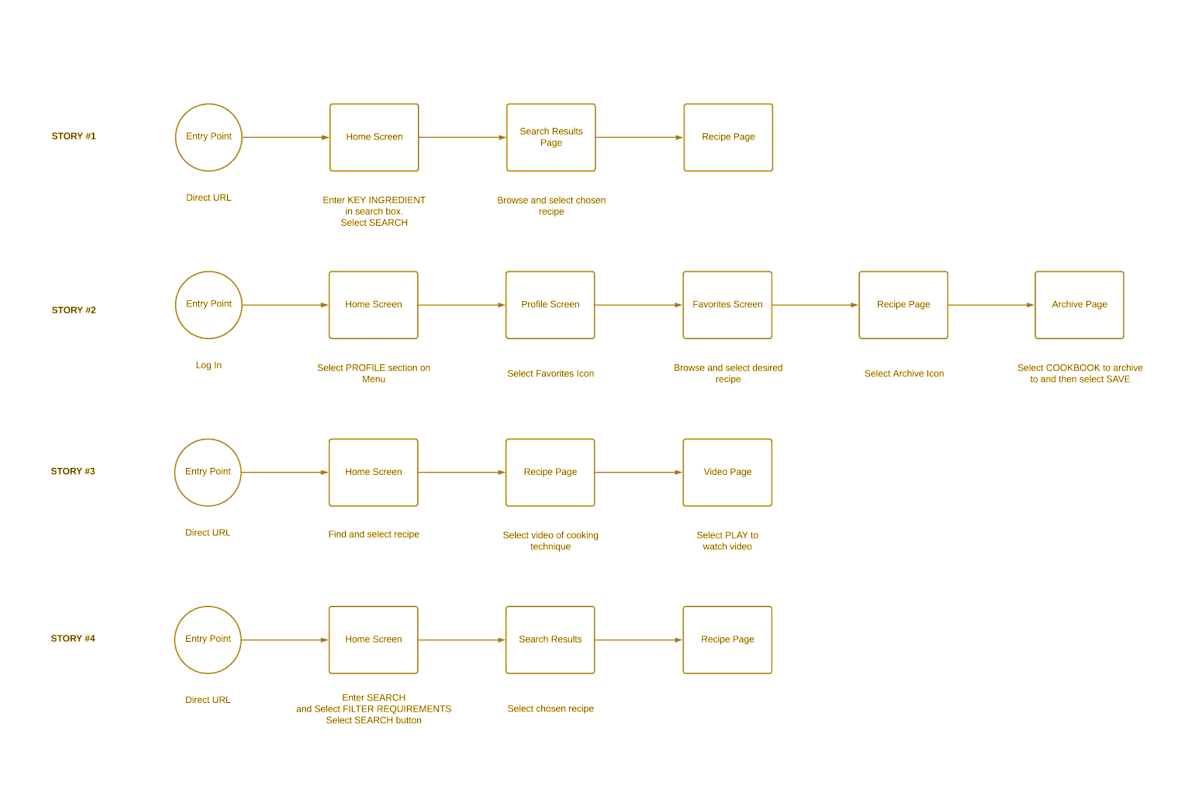 STORY #1
Entry Point
Home Screen
Search Results
Page
Recipe Page
Direct URL
Enter KEY INGREDIENT
in search box.
Select SEARCH
Browse and select chosen
recipe
STORY #2
Entry Point
Home Screen
Profile Screen
Favorites Screen
Recipe Page
Archive Page
Log In
Select PROFILE section on
Menu
Select Favorites Icon
Browse and select desired
recipe
Select Archive Icon
Select COOKBOOK to archive
to and then select SAVE
STORY #3
Entry Point
Home Screen
Recipe Page
Video Page
Direct URL
Find and select recipe
Select video of cooking
technique
Select PLAY to
watch video
STORY #4
Entry Point
Home Screen
Search Results
Recipe Page
Direct URL
Enter SEARCH
and Select FILTER REQUIREMENTS
Select SEARCH button
Select chosen recipe